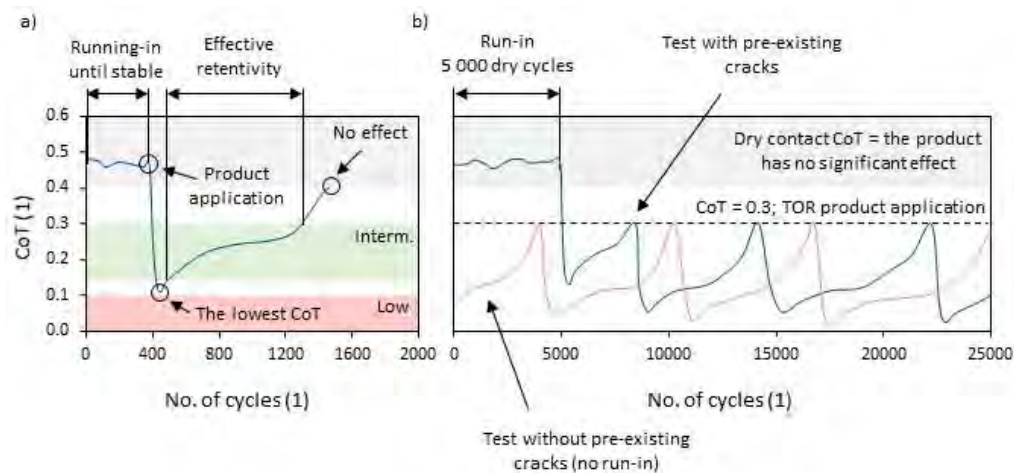 a)
Running-in
until stable
Effective
retentivity
No effect
Product
application
Interm.
The lowest CoT
Low
CoT (1)
0.6
0.5
0.4
0.3
0.2
0.1
0.0
0 400 800 1200 1600 2000
No. of cycles (1)
b)
Run-in
5 000 dry cycles
Test with pre-existing
cracks
Dry contact CoT = the product
has no significant effect
CoT = 0.3; TOR product application
0 5000 10000 15000 20000 25000
No. of cycles (1)
Test without pre-existing
cracks (no run-in)